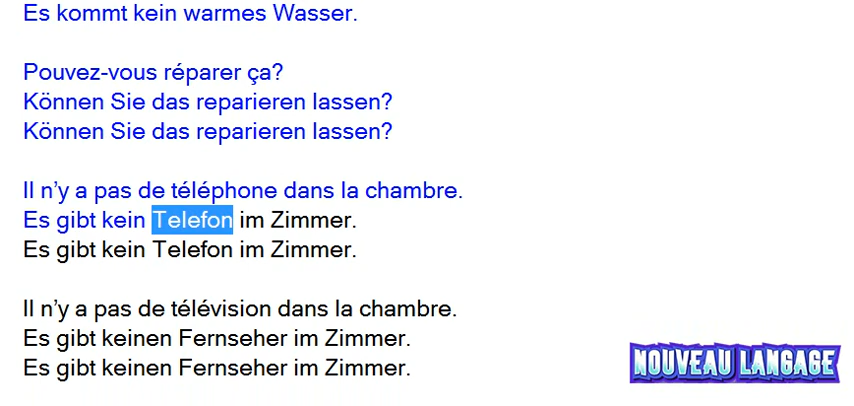 Es kommt kein warmes Wasser.
Pouvez-vous réparer ça?
Können Sie das reparieren lassen?
Können Sie das reparieren lassen?
Il n’y a pas de téléphone dans la chambre.
Es gibt kein Telefon im Zimmer.
Es gibt kein Telefon im Zimmer.
Il n’y a pas de télévision dans la chambre.
Es gibt keinen Fernseher im Zimmer.
Es gibt keinen Fernseher im Zimmer.
NOUVEAU LANGAGE